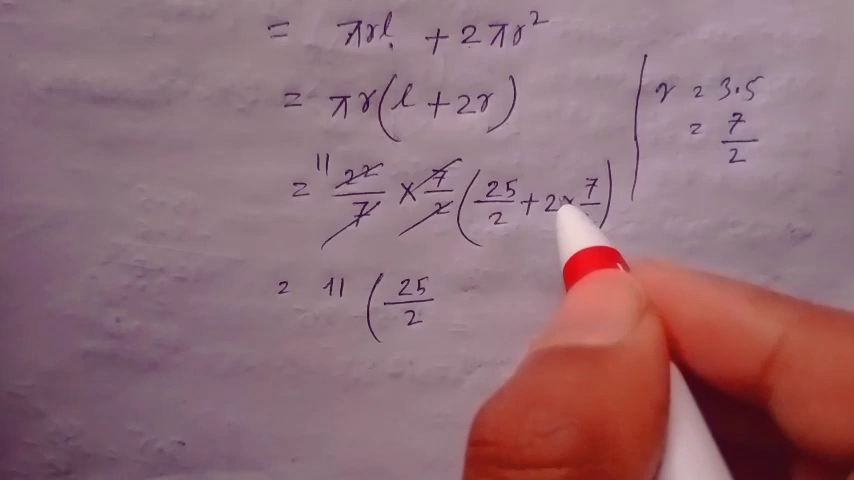 = πrl + 2πr²
= πr(l + 2r)
r = 3.5
= 7/2
= 11 22/7 × 7/2 (25/2 + 2 × 7/ )
= 11 (25/2